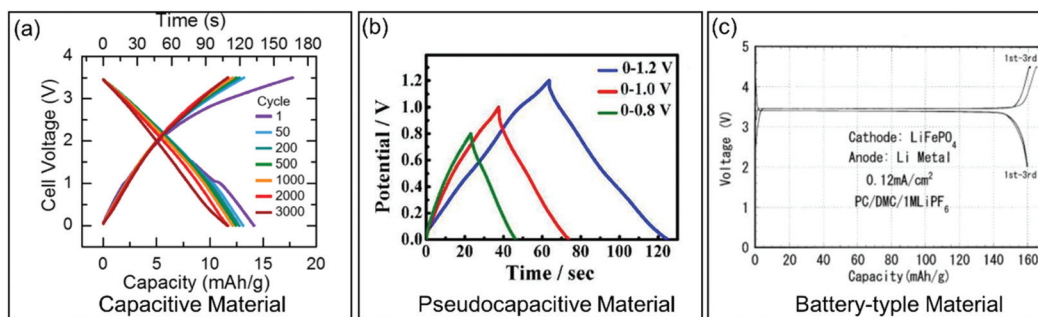 (a)
Time (s)
0 30 60 90 120 150 180
Cell Voltage (V)
4
3
2
1
0
Cycle
1
50
200
500
1000
2000
3000
0 5 10 15 20
Capacity (mAh/g)
Capacitive Material
(b)
Potential / V
1.2
1.0
0.8
0.6
0.4
0.2
0.0
0-1.2 V
0-1.0 V
0-0.8 V
0 20 40 60 80 100 120
Time / sec
Pseudocapacitive Material
(c)
Voltage (V)
5
4
3
2
1
0
1st-3rd
Cathode: LiFePO4
Anode: Li Metal
0.12mA/cm2
PC/DMC/1MLiPF6
1st-3rd
0 20 40 60 80 100 120 140 160
Capacity(mAh/g)
Battery-typle Material